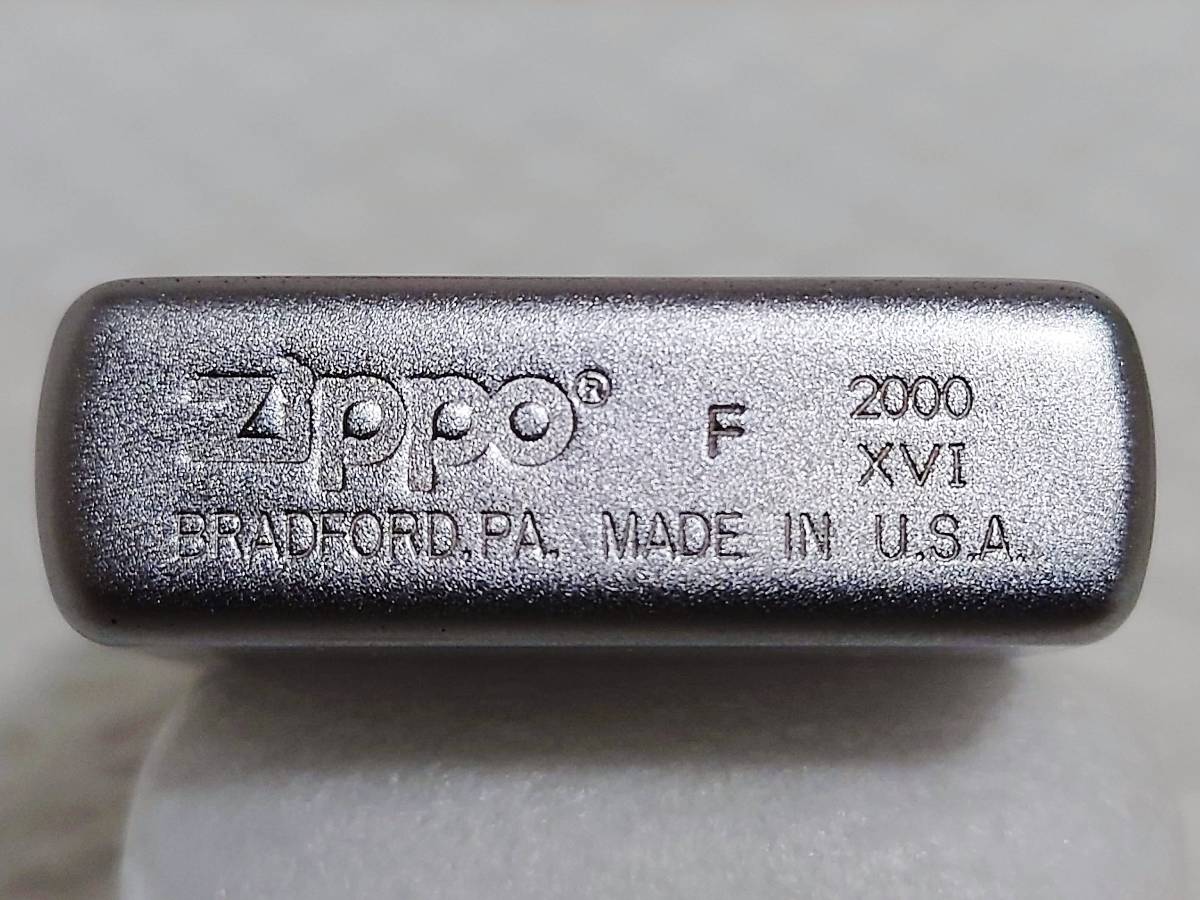 Zippo® F 2000
XVI
BRADFORD, PA. MADE IN U.S.A.